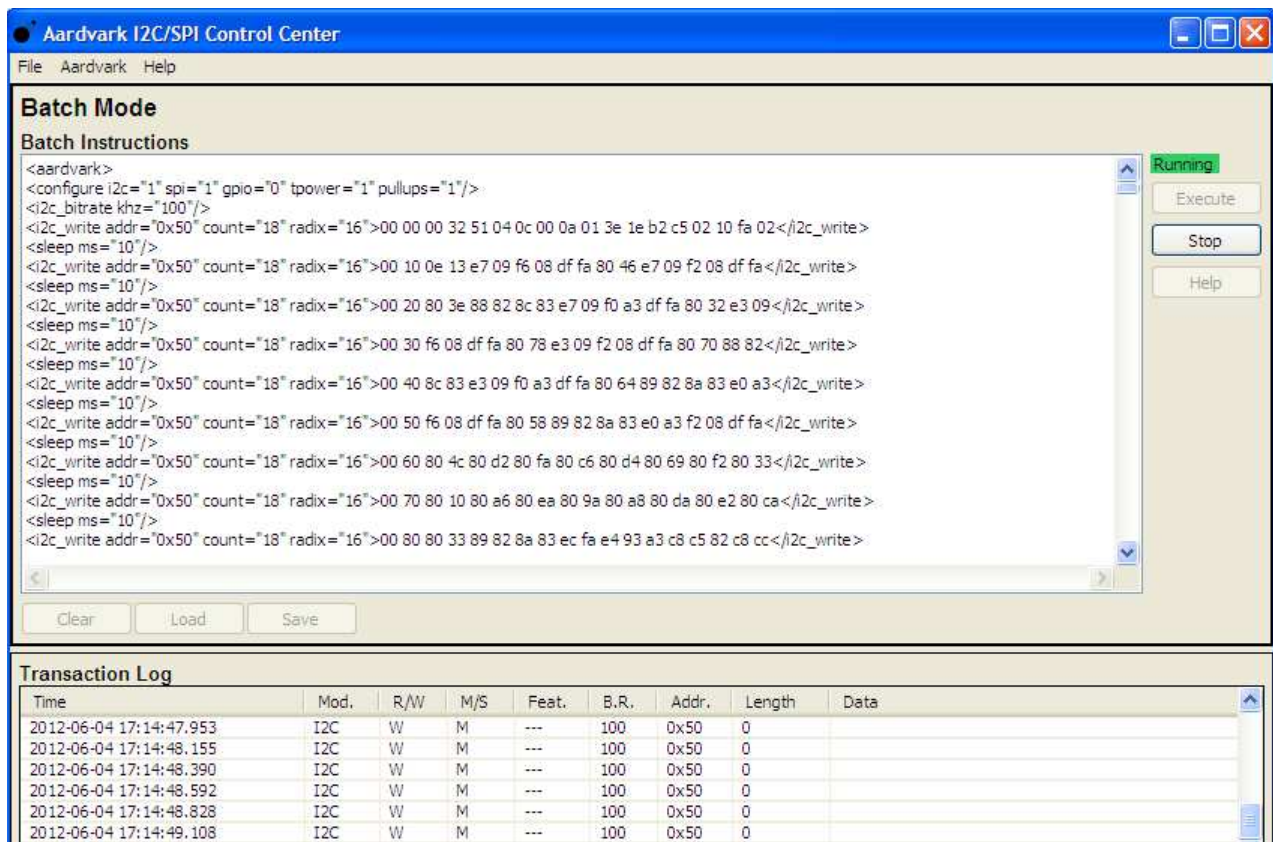 Aardvark I2C/SPI Control Center
File Aardvark Help
Batch Mode
Batch Instructions
<aardvark>
<configure i2c="1" spi="1" gpio="0" tpower="1" pullups="1"/>
<i2c_bitrate khz="100"/>
<i2c_write addr="0x50" count="18" radix="16">00 00 00 32 51 04 0c 00 0a 01 3e 1e b2 c5 02 10 fa 02</i2c_write>
<sleep ms="10"/>
<i2c_write addr="0x50" count="18" radix="16">00 10 0e 13 e7 09 f6 08 df fa 80 46 e7 09 f2 08 df fa</i2c_write>
<sleep ms="10"/>
<i2c_write addr="0x50" count="18" radix="16">00 20 80 3e 88 82 8c 83 e7 09 f0 a3 df fa 80 32 e3 09</i2c_write>
<sleep ms="10"/>
<i2c_write addr="0x50" count="18" radix="16">00 30 f6 08 df fa 80 78 e3 09 f2 08 df fa 80 70 88 82</i2c_write>
<sleep ms="10"/>
<i2c_write addr="0x50" count="18" radix="16">00 40 8c 83 e3 09 f0 a3 df fa 80 64 89 82 8a 83 e0 a3</i2c_write>
<sleep ms="10"/>
<i2c_write addr="0x50" count="18" radix="16">00 50 f6 08 df fa 80 58 89 82 8a 83 e0 a3 f2 08 df fa</i2c_write>
<sleep ms="10"/>
<i2c_write addr="0x50" count="18" radix="16">00 60 80 4c 80 d2 80 fa 80 c6 80 d4 80 69 80 f2 80 33</i2c_write>
<sleep ms="10"/>
<i2c_write addr="0x50" count="18" radix="16">00 70 80 10 80 a6 80 ea 80 9a 80 a8 80 da 80 e2 80 ca</i2c_write>
<sleep ms="10"/>
<i2c_write addr="0x50" count="18" radix="16">00 80 80 33 89 82 8a 83 ec fa e4 93 a3 c8 c5 82 c8 cc</i2c_write>
Running
Execute
Stop
Help
Clear Load Save
Transaction Log
Time Mod. R/W M/S Feat. B.R. Addr. Length Data
2012-06-04 17:14:47.953 I2C W M --- 100 0x50 0
2012-06-04 17:14:48.155 I2C W M --- 100 0x50 0
2012-06-04 17:14:48.390 I2C W M --- 100 0x50 0
2012-06-04 17:14:48.592 I2C W M --- 100 0x50 0
2012-06-04 17:14:48.828 I2C W M --- 100 0x50 0
2012-06-04 17:14:49.108 I2C W M --- 100 0x50 0